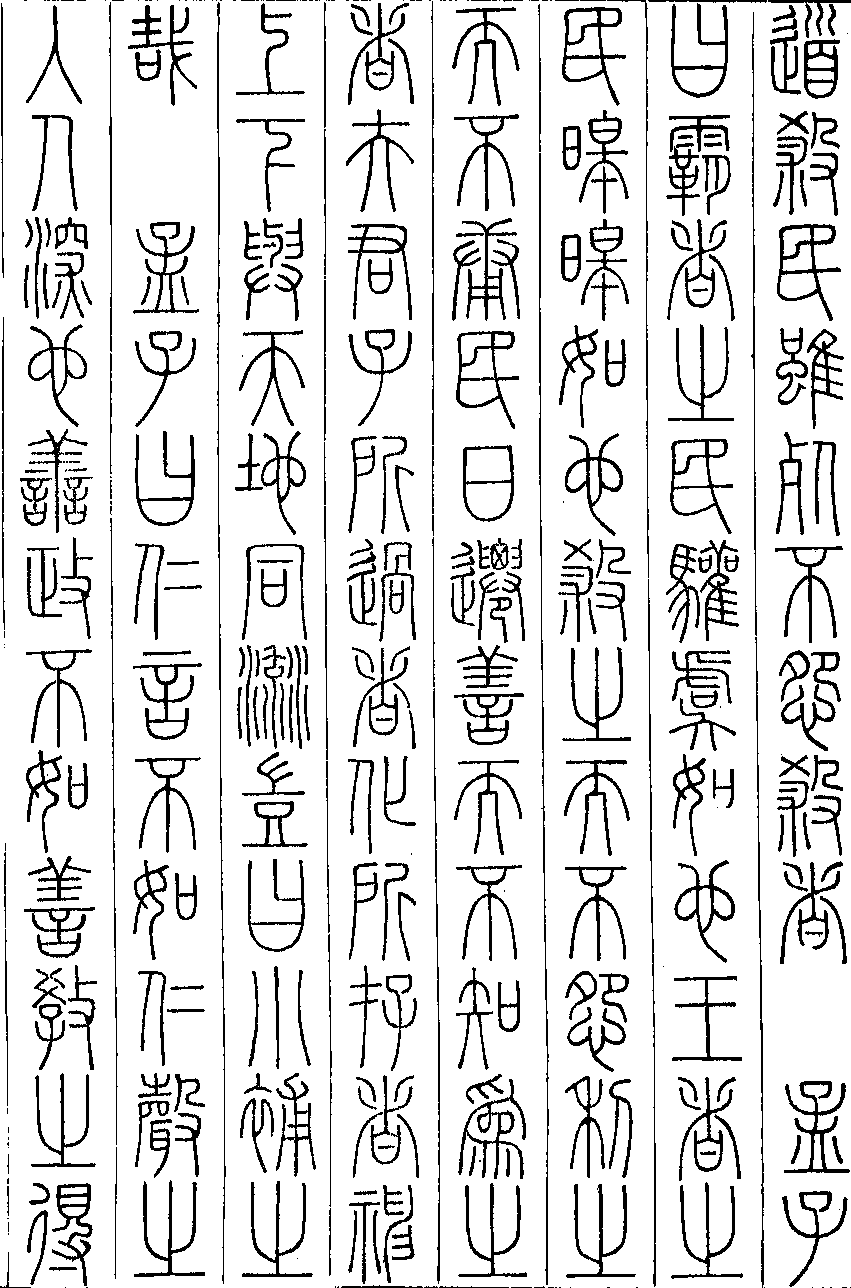 道殺民雖死不怨殺者　孟子
曰霸者之民驩虞如也王者之
民皞皞如也殺之而不怨利之
而不庸民日遷善而不知爲之
者夫君子所過者化所存者神
上下與天地同流豈曰小補之
哉　孟子曰仁言不如仁聲之
入人深也善政不如善教之得